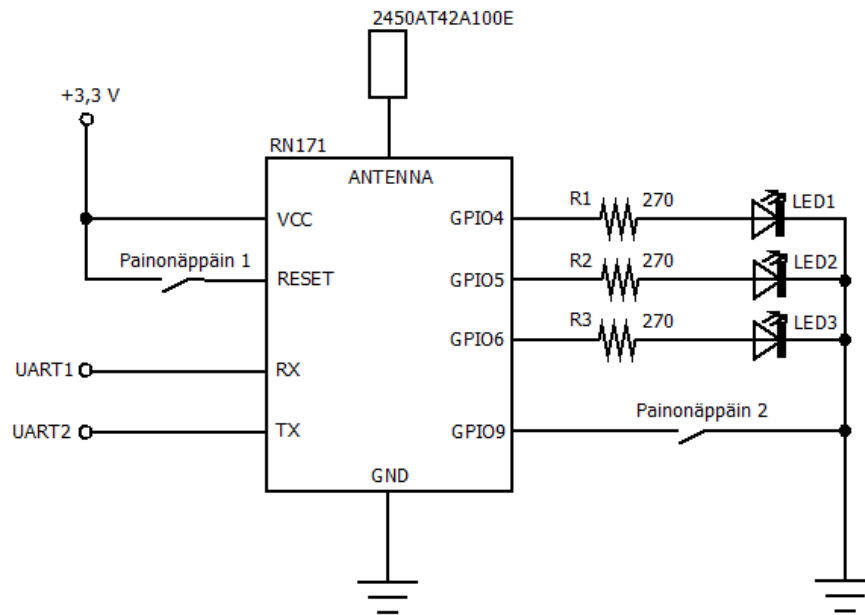 2450AT42A100E
+3,3 V
RN171
ANTENNA
VCC
GPIO4
R1
270
LED1
Painonäppäin 1
RESET
GPIO5
R2
270
LED2
GPIO6
R3
270
LED3
UART1
RX
UART2
TX
GPIO9
Painonäppäin 2
GND